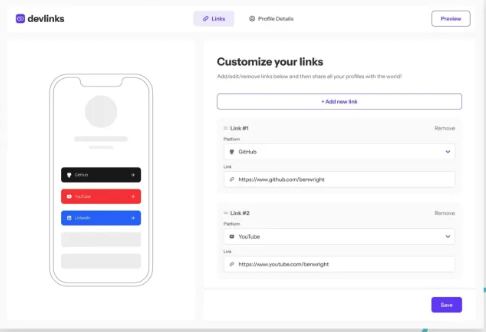 devlinks
Links
Profile Details
Preview
GitHub
YouTube
LinkedIn
Customize your links
Add/edit/remove links below and then share all your profiles with the world!
+ Add new link
Link #1
Remove
Platform
GitHub
Link
https://www.github.com/benwright
Link #2
Remove
Platform
YouTube
Link
https://www.youtube.com/benwright
Save